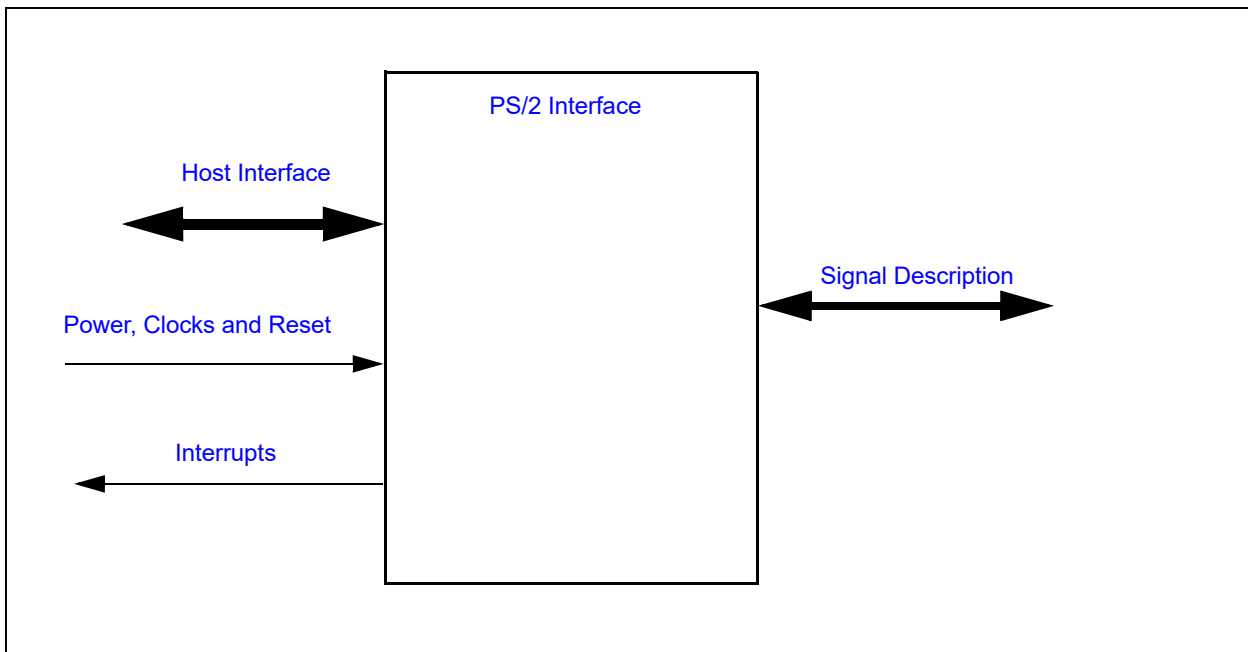 PS/2 Interface
Host Interface
Signal Description
Power, Clocks and Reset
Interrupts